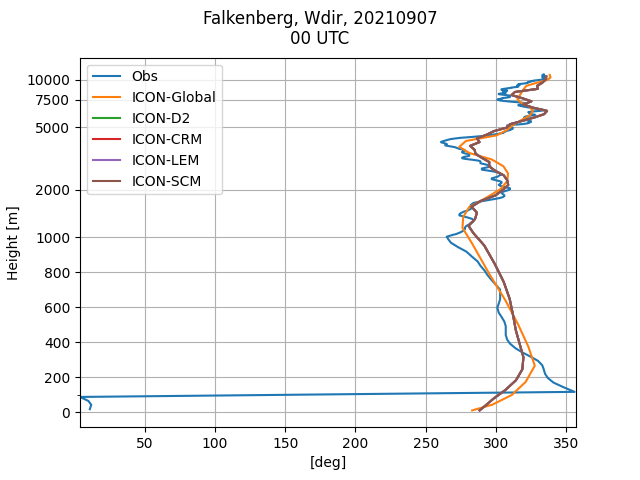 Falkenberg, Wdir, 20210907
00 UTC
Obs
ICON-Global
ICON-D2
ICON-CRM
ICON-LEM
ICON-SCM
Height [m]
10000
7500
5000
2000
1000
800
600
400
200
0
50 100 150 200 250 300 350
[deg]